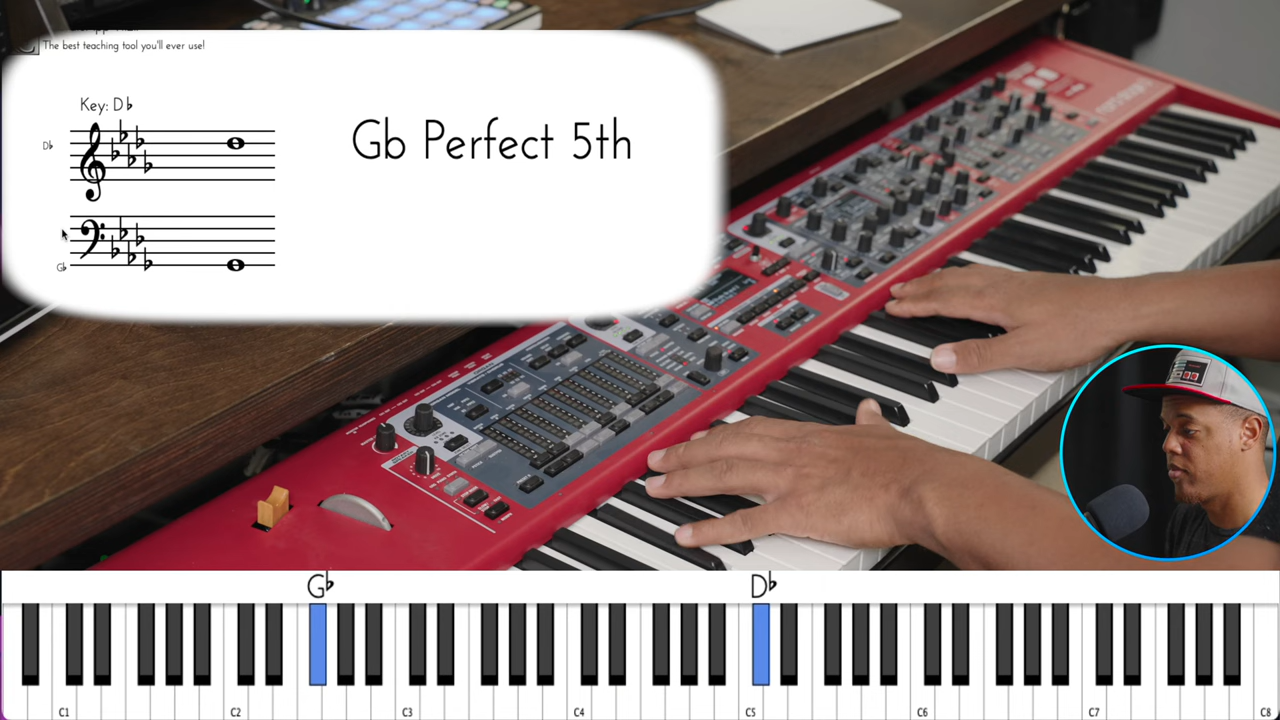 The best teaching tool you'll ever use!
Key: D♭
D♭
Gb Perfect 5th
G♭
G♭
D♭
C1 C2 C3 C4 C5 C6 C7 C8